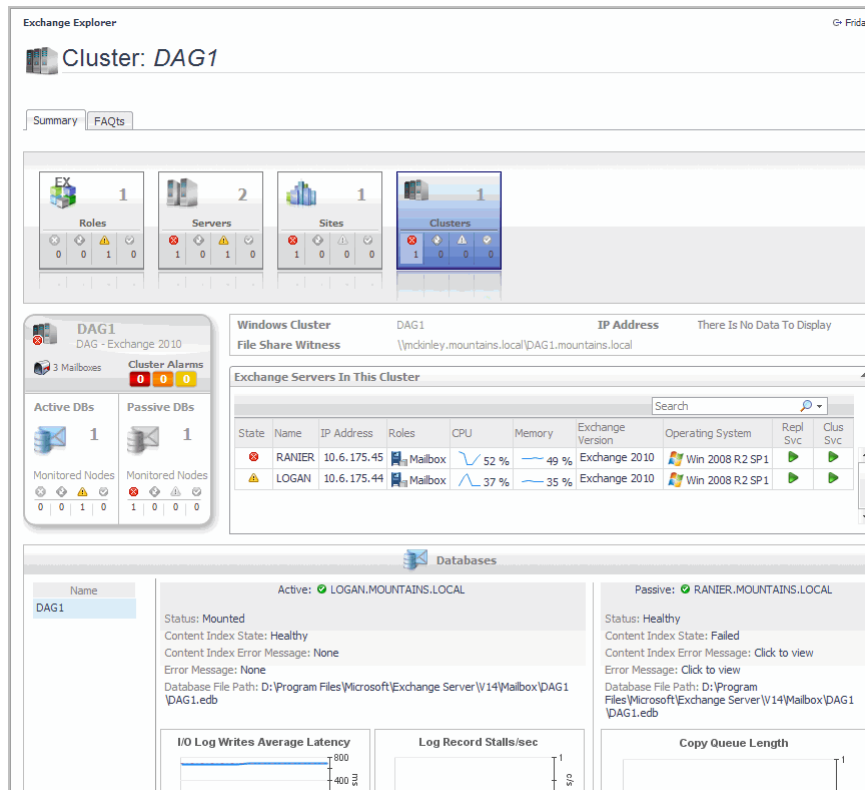 Exchange Explorer
Frida
Cluster: DAG1
Summary FAQts
EX 1 2 1 1
Roles Servers Sites Clusters
0 0 1 0 1 0 1 0 1 0 0 0 1 0 0 0
DAG1
DAG - Exchange 2010
3 Mailboxes Cluster Alarms
0 0 0
Active DBs Passive DBs
1 1
Monitored Nodes Monitored Nodes
0 0 1 0 1 0 0 0
Windows Cluster DAG1 IP Address There Is No Data To Display
File Share Witness \\mckinley.mountains.local\DAG1.mountains.local
Exchange Servers In This Cluster
Search
State Name IP Address Roles CPU Memory Exchange Version Operating System Repl Svc Clus Svc
RANIER 10.6.175.45 Mailbox 52 % 49 % Exchange 2010 Win 2008 R2 SP1
LOGAN 10.6.175.44 Mailbox 37 % 35 % Exchange 2010 Win 2008 R2 SP1
Databases
Name
DAG1
Active: LOGAN.MOUNTAINS.LOCAL
Status: Mounted
Content Index State: Healthy
Content Index Error Message: None
Error Message: None
Database File Path: D:\Program Files\Microsoft\Exchange Server\V14\Mailbox\DAG1
\DAG1.edb
Passive: RANIER.MOUNTAINS.LOCAL
Status: Healthy
Content Index State: Failed
Content Index Error Message: Click to view
Error Message: Click to view
Database File Path: D:\Program
Files\Microsoft\Exchange Server\V14\Mailbox\DAG1
\DAG1.edb
I/O Log Writes Average Latency
800
400
ms
Log Record Stalls/sec
1
c/s
Copy Queue Length
1